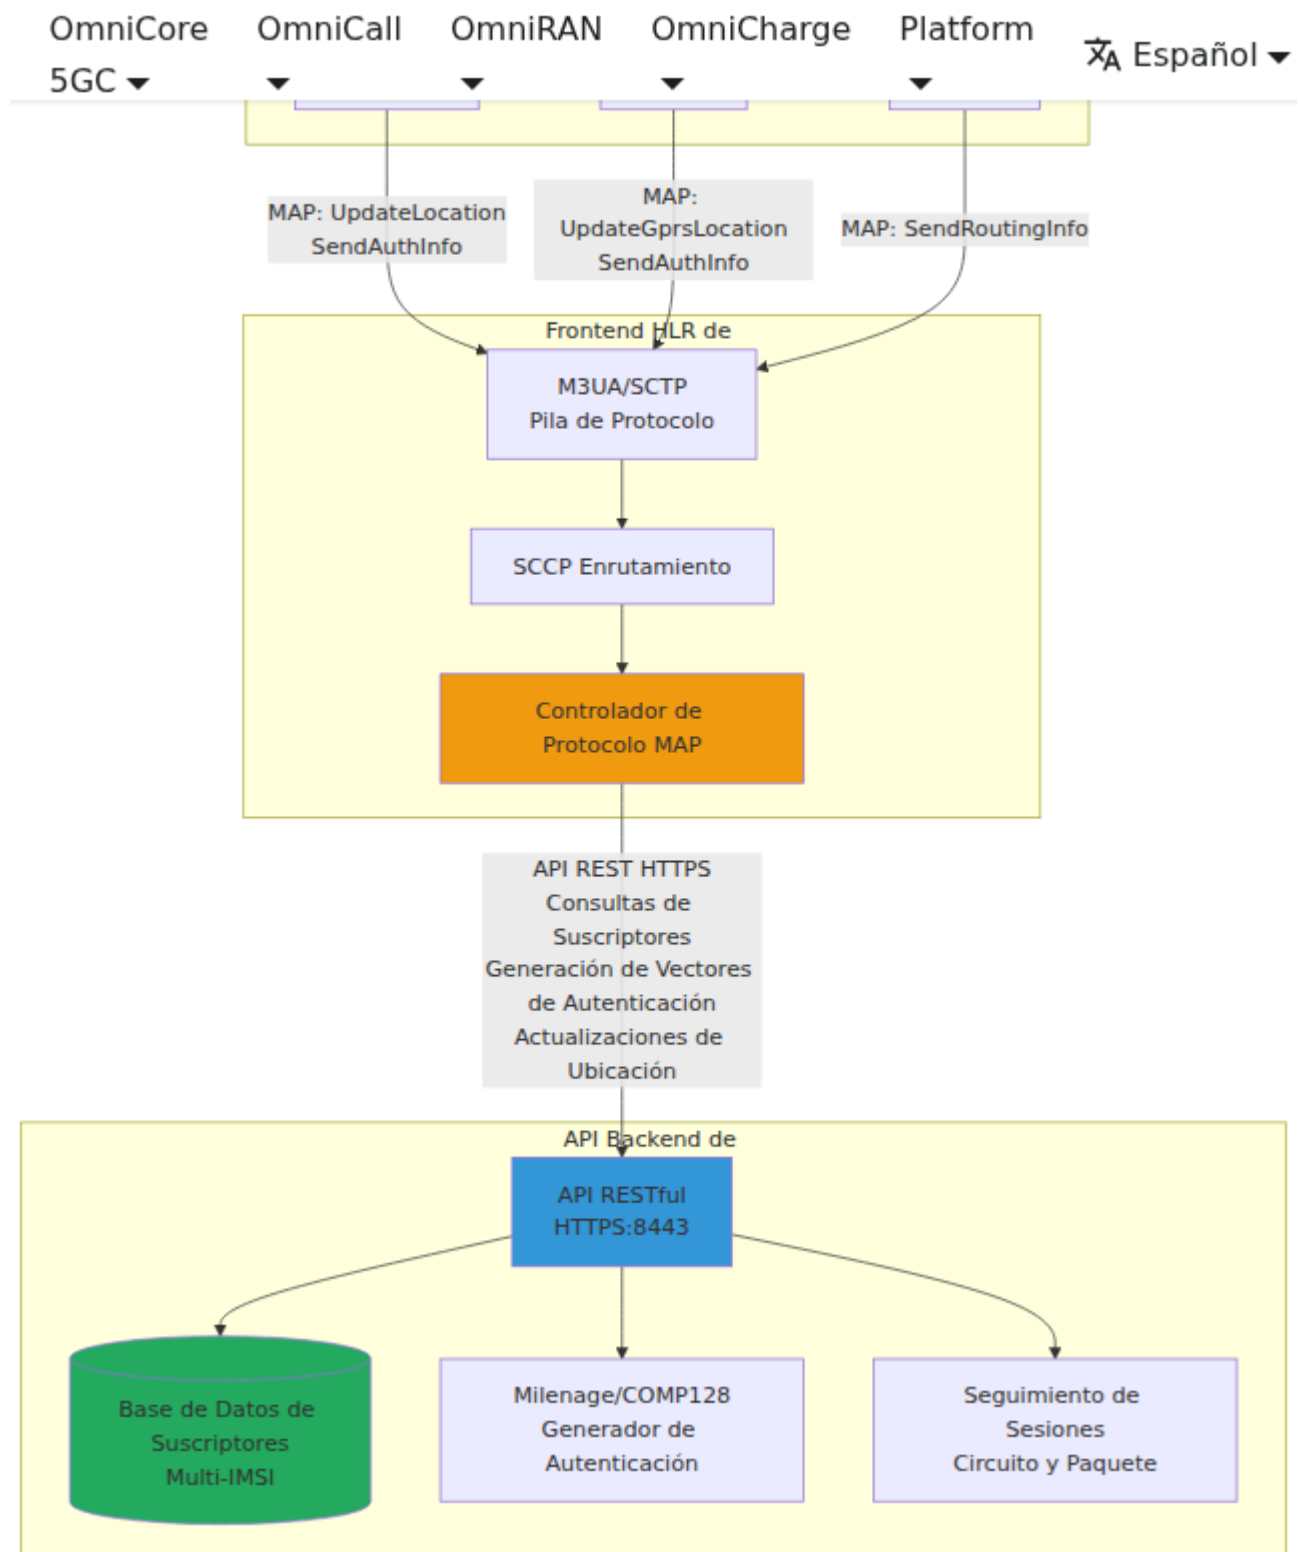 OmniCore
5GC
OmniCall
OmniRAN
OmniCharge
Platform
Español
MAP: UpdateLocation
SendAuthInfo
MAP:
UpdateGprsLocation
SendAuthInfo
MAP: SendRoutingInfo
Frontend HLR de
M3UA/SCTP
Pila de Protocolo
SCCP Enrutamiento
Controlador de
Protocolo MAP
API REST HTTPS
Consultas de
Suscriptores
Generación de Vectores
de Autenticación
Actualizaciones de
Ubicación
API Backend de
API RESTful
HTTPS:8443
Base de Datos de
Suscriptores
Multi-IMSI
Milenage/COMP128
Generador de
Autenticación
Seguimiento de
Sesiones
Circuito y Paquete